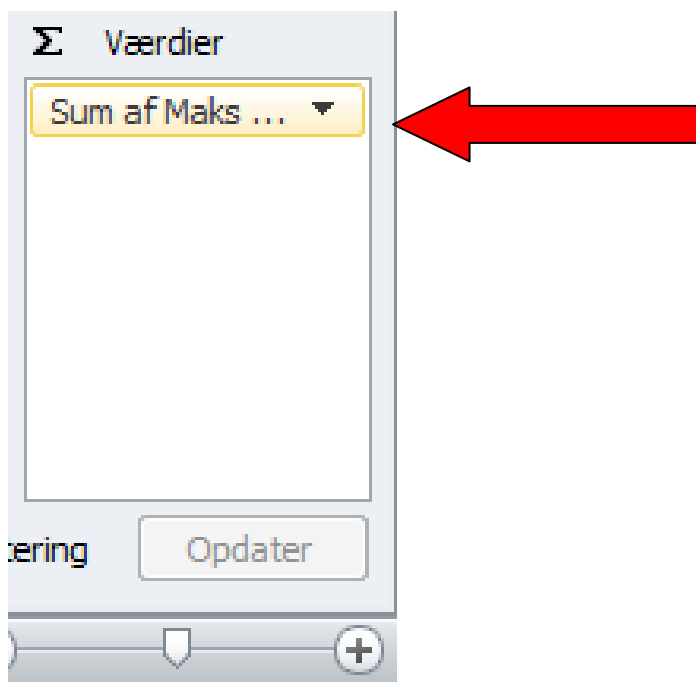 Σ Værdier
Sum af Maks ...
tering Opdater